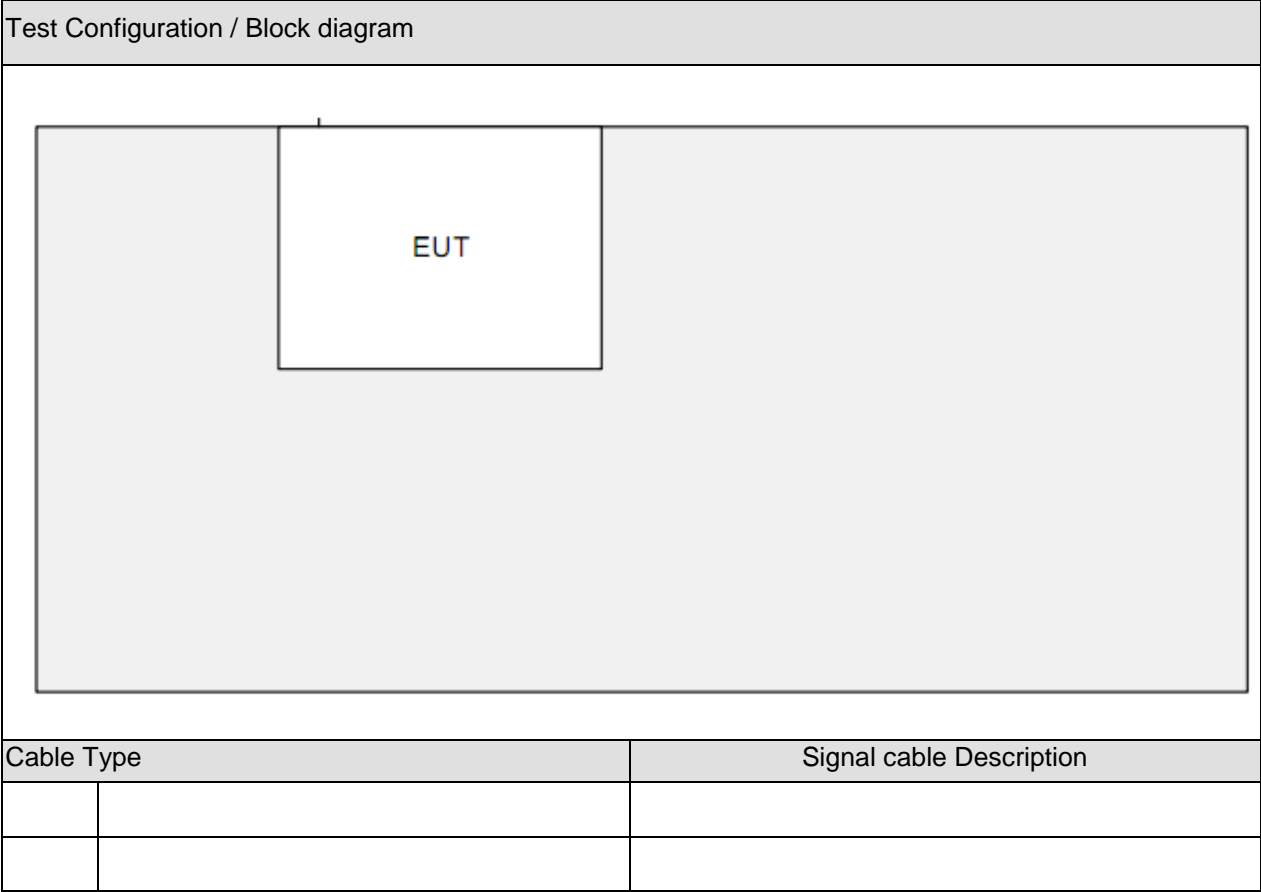 Test Configuration / Block diagram
EUT
Cable Type
Signal cable Description